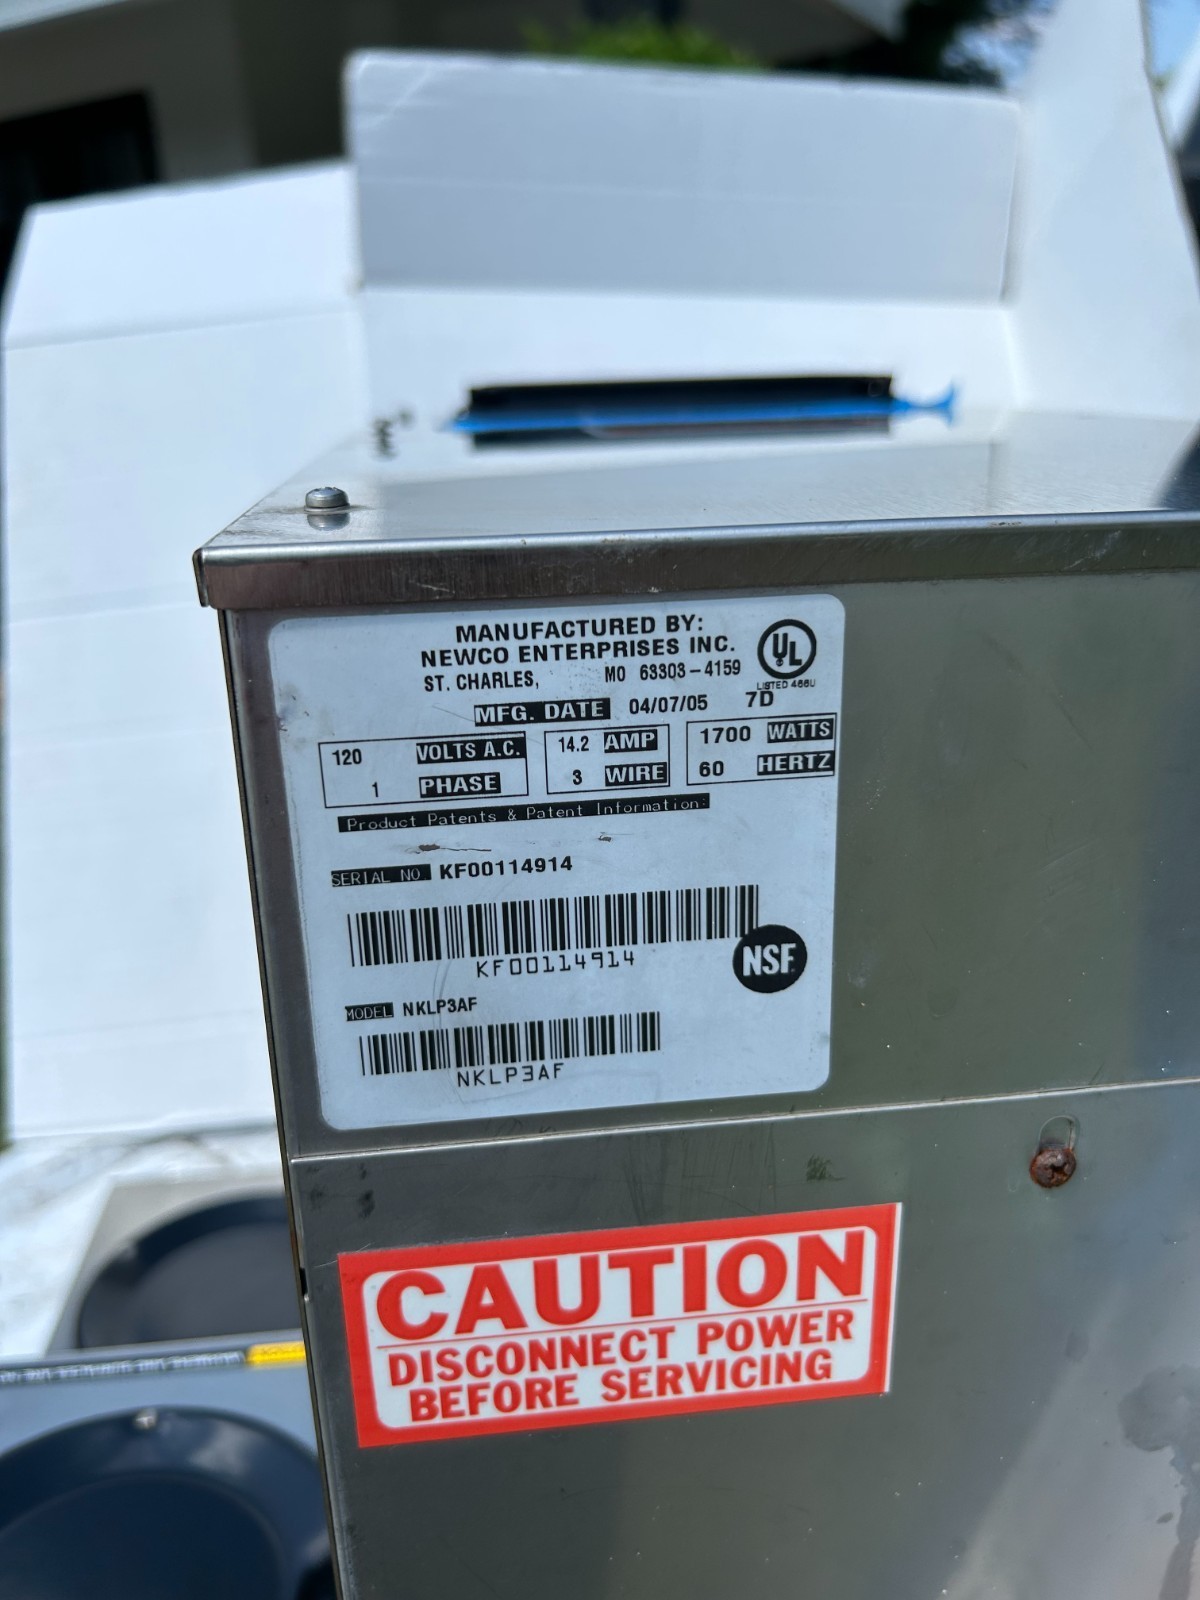 MANUFACTURED BY:
NEWCO ENTERPRISES INC.
ST. CHARLES, MO 63303-4159
UL
LISTED 466U
MFG. DATE 04/07/05 7D
120 VOLTS A.C. 14.2 AMP 1700 WATTS
1 PHASE 3 WIRE 60 HERTZ
Product Patents & Patent Information:
SERIAL NO. KF00114914
KF00114914
NSF
MODEL NKLP3AF
NKLP3AF
CAUTION
DISCONNECT POWER
BEFORE SERVICING